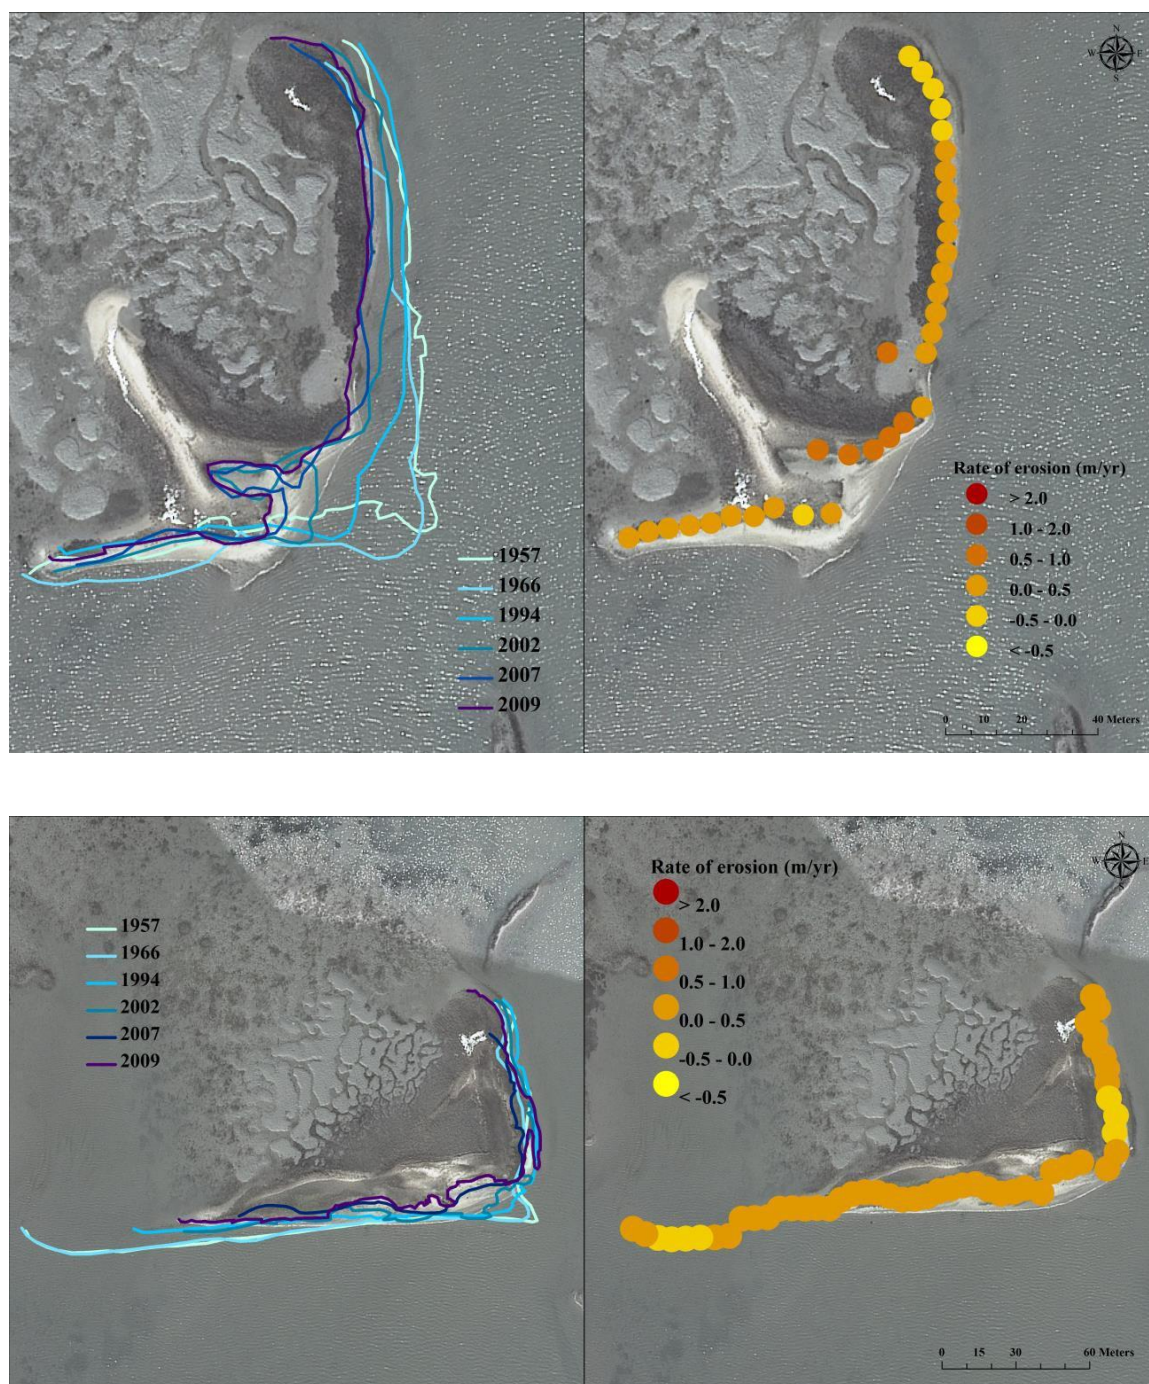 N
W E
S
1957
1966
1994
2002
2007
2009
Rate of erosion (m/yr)
> 2.0
1.0 - 2.0
0.5 - 1.0
0.0 - 0.5
-0.5 - 0.0
< -0.5
0 10 20 40 Meters
1957
1966
1994
2002
2007
2009
Rate of erosion (m/yr)
> 2.0
1.0 - 2.0
0.5 - 1.0
0.0 - 0.5
-0.5 - 0.0
< -0.5
N
W E
S
0 15 30 60 Meters